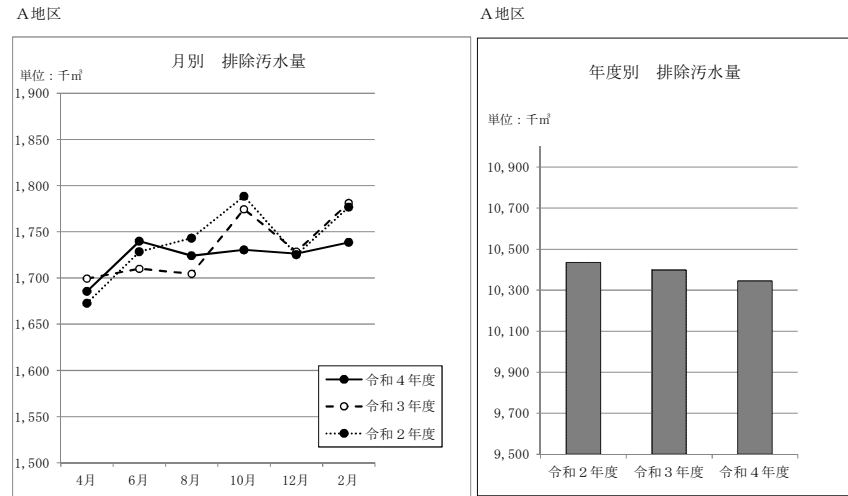 A地区
月別　排除汚水量
単位：千㎥
1,900
1,850
1,800
1,750
1,700
1,650
1,600
1,550
1,500
4月 6月 8月 10月 12月 2月
令和４年度
令和３年度
令和２年度
A地区
年度別　排除汚水量
単位：千㎥
10,900
10,700
10,500
10,300
10,100
9,900
9,700
9,500
令和２年度 令和３年度 令和４年度